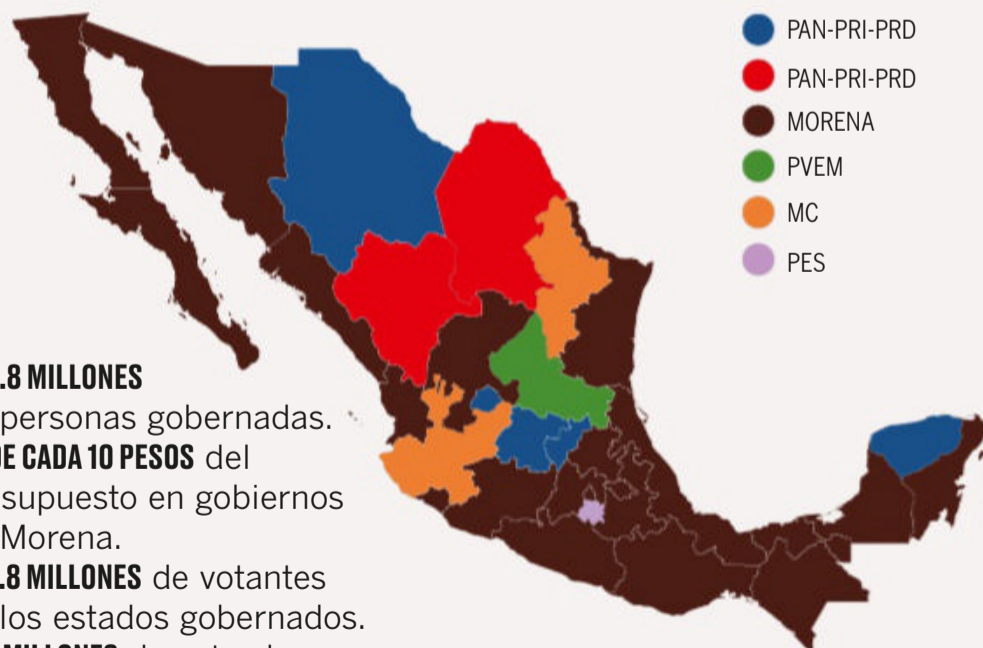 PAN-PRI-PRD
PAN-PRI-PRD
MORENA
PVEM
MC
PES
.8 MILLONES
personas gobernadas.
DE CADA 10 PESOS del
supuesto en gobiernos
Morena.
.8 MILLONES de votantes
los estados gobernados.